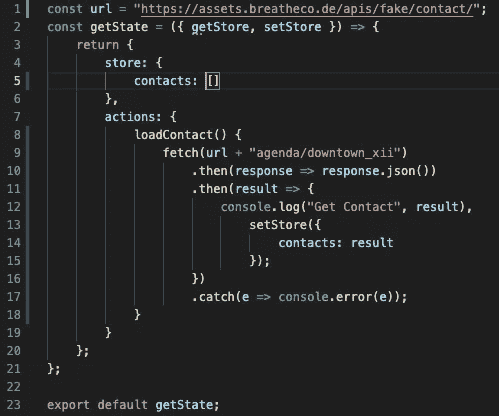 1 const url = "https://assets.breatheco.de/apis/fake/contact/";
2 const getState = ({ getStore, setStore }) => {
3     return {
4         store: {
5             contacts: []
6         },
7         actions: {
8             loadContact() {
9                 fetch(url + "agenda/downtown_xii")
10                     .then(response => response.json())
11                     .then(result => {
12                         console.log("Get Contact", result),
13                             setStore({
14                                 contacts: result
15                             });
16                     })
17                     .catch(e => console.error(e));
18             }
19         }
20     };
21 };
22
23 export default getState;